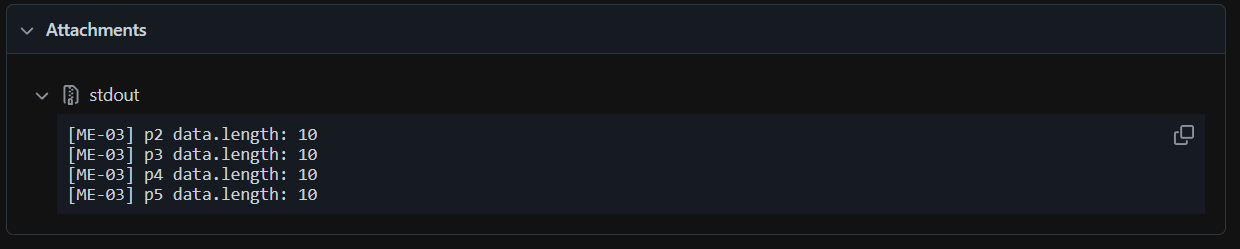 Attachments
stdout
[ME-03] p2 data.length: 10
[ME-03] p3 data.length: 10
[ME-03] p4 data.length: 10
[ME-03] p5 data.length: 10